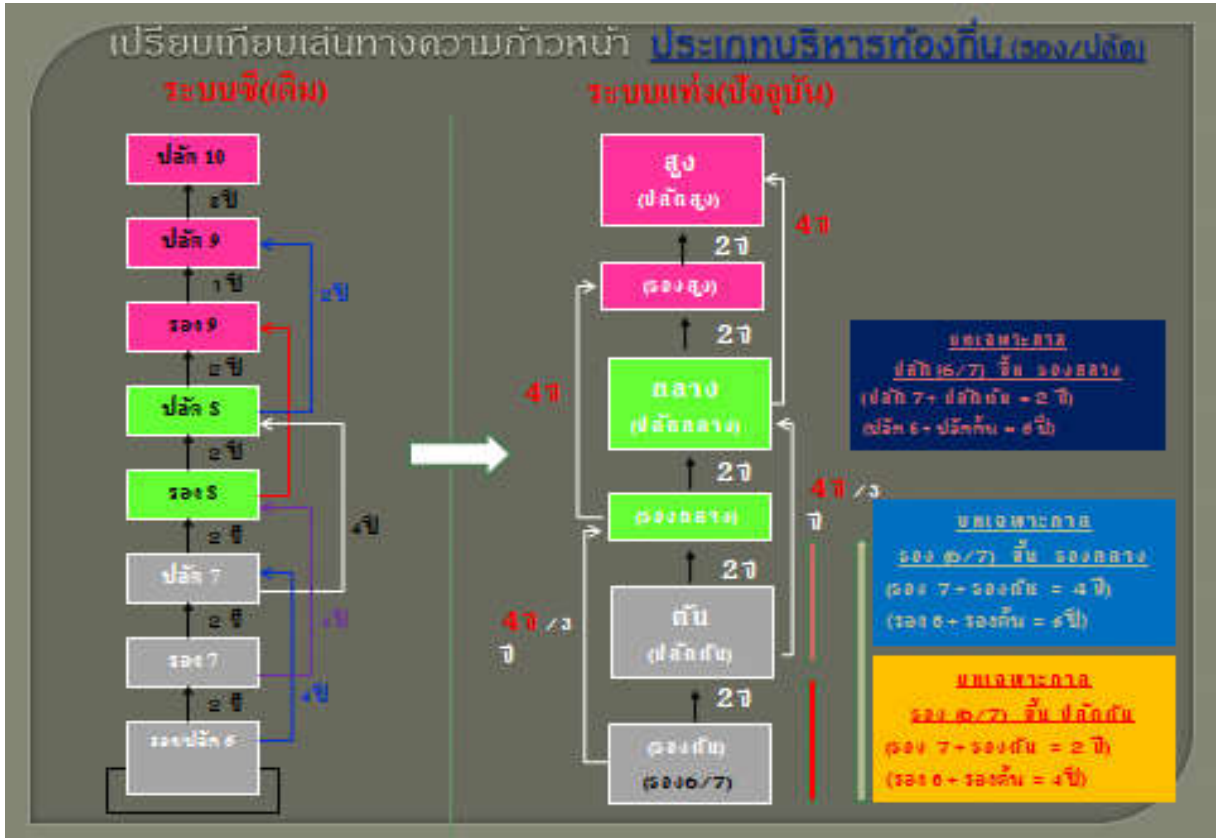 เปรียบเทียบเส้นทางความก้าวหน้า ประเภทบริหารท้องถิ่น (รอง/ปลัด)
ระบบซี(เดิม)
ระบบแท่ง(ปัจจุบัน)
ปลัด 10
2 ปี
ปลัด 9
1 ปี
2 ปี
รอง 9
2 ปี
ปลัด 8
2 ปี
รอง 8
2 ปี
4 ปี
ปลัด 7
2 ปี
4 ปี
รอง 7
2 ปี
4 ปี
รองปลัด 6
สูง
(ปลัดสูง)
4 ปี
2 ปี
(รองสูง)
2 ปี
4 ปี
กลาง
(ปลัดกลาง)
2 ปี
(รองกลาง)
4 ปี /3
ปี
2 ปี
ต้น
(ปลัดต้น)
4 ปี /3
ปี
2 ปี
(รองต้น)
(รอง6/7)
บทเฉพาะกาล
ปลัด (6/7) ขึ้น รองกลาง
(ปลัด 7+ ปลัดต้น = 2 ปี)
(ปลัด 6+ ปลัดต้น =
บทเฉพาะกาล
รอง (6/7) ขึ้น รองกลาง
(รอง 7+รองต้น = 4 ปี)
(รอง 6+ รองต้น =
บทเฉพาะกาล
รอง (6/7) ขึ้น ปลัดต้น
(รอง 7+รองต้น = 2 ปี)
(รอง 6+ รองต้น = 4 ปี)